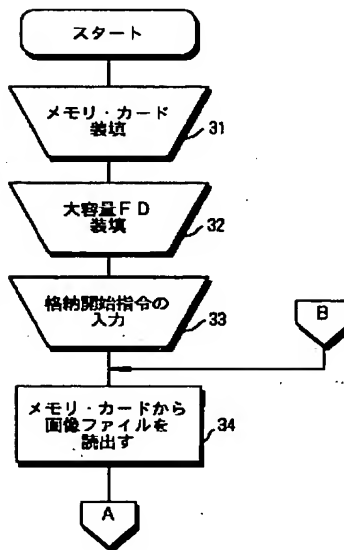 スタート
メモリ・カード
装填
31
大容量FD
装填
32
格納開始指令の
入力
33
B
メモリ・カードから
画像ファイルを
読出す
34
A